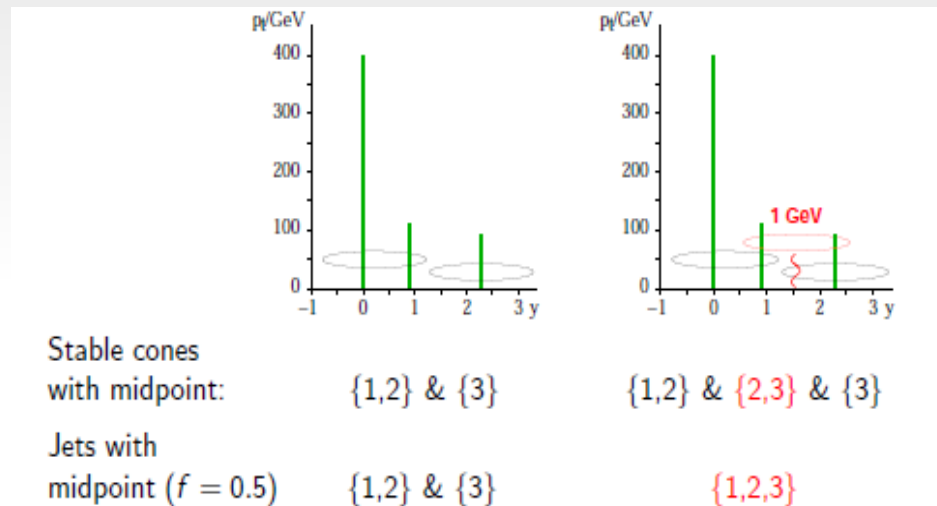 pt/GeV pt/GeV
400 400
300 300
200 200
1 GeV
100 100
0 0
−1 0 1 2 3 y −1 0 1 2 3 y
Stable cones
with midpoint: {1,2} & {3} {1,2} & {2,3} & {3}
Jets with
midpoint (f = 0.5) {1,2} & {3} {1,2,3}